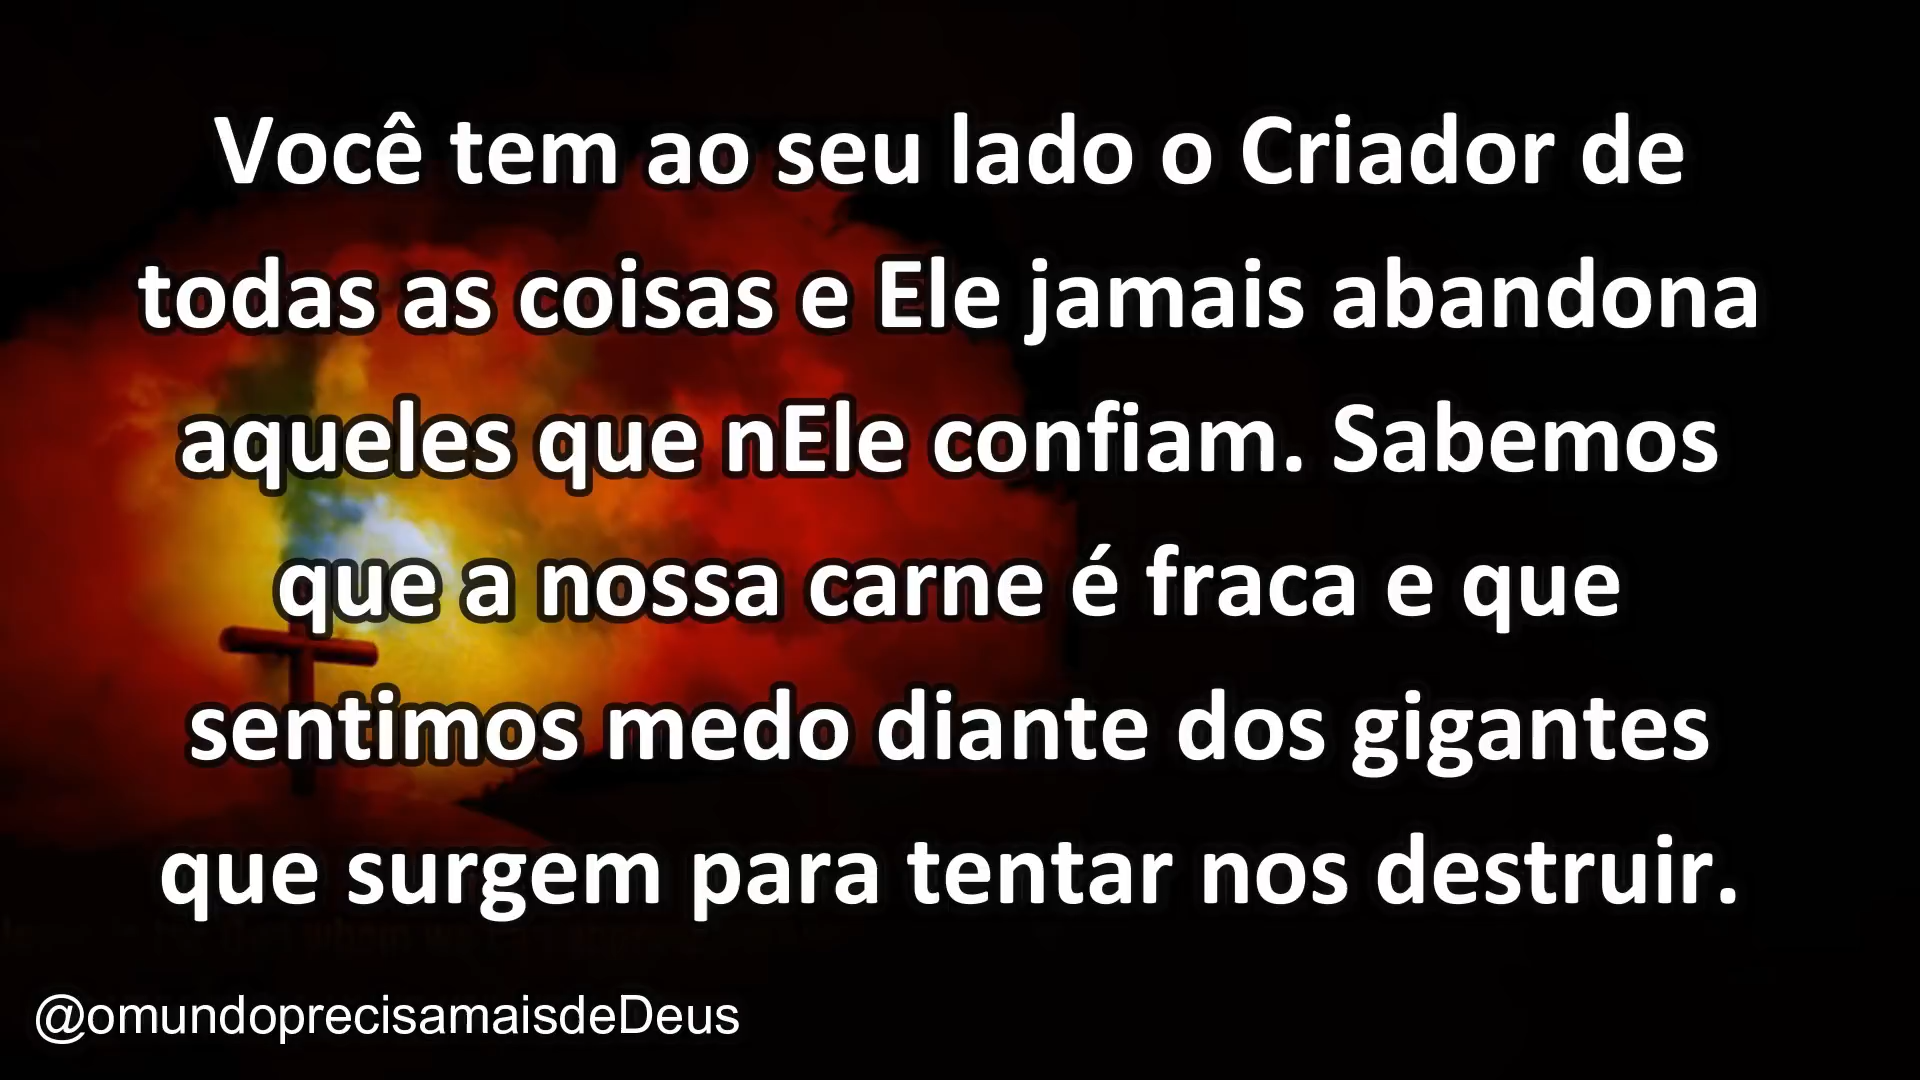 Você tem ao seu lado o Criador de
todas as coisas e Ele jamais abandona
aqueles que nEle confiam. Sabemos
que a nossa carne é fraca e que
sentimos medo diante dos gigantes
que surgem para tentar nos destruir.
@omundoprecisamaisdeDeus